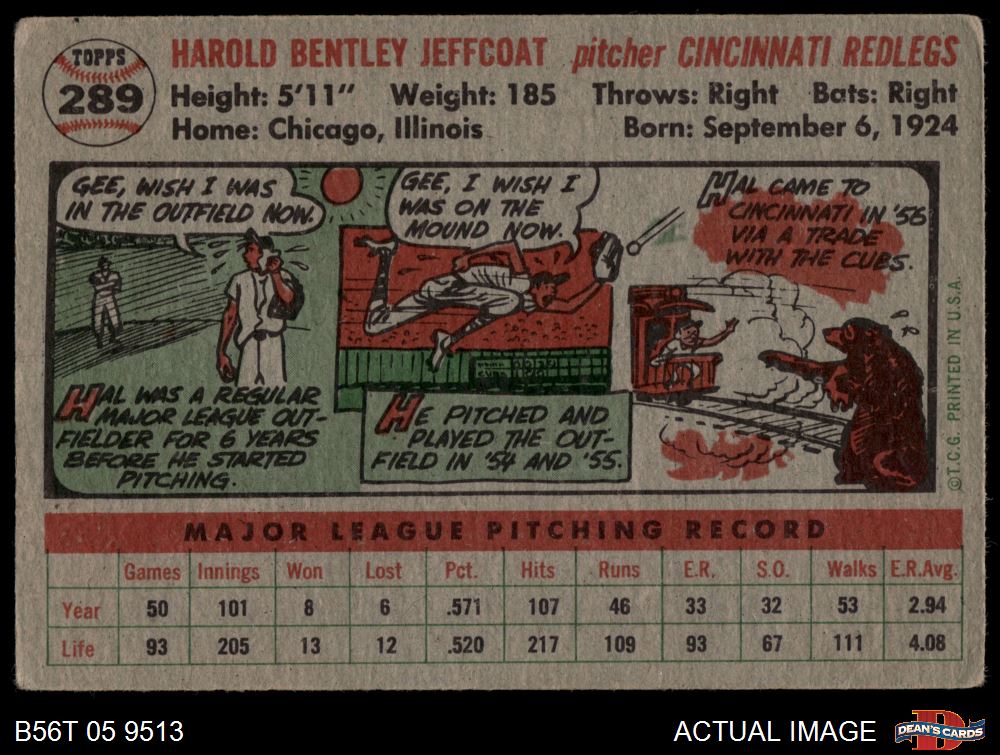 TOPPS
289
HAROLD BENTLEY JEFFCOAT pitcher CINCINNATI REDLEGS
Height: 5'11" Weight: 185 Throws: Right Bats: Right
Home: Chicago, Illinois Born: September 6, 1924
GEE, WISH I WAS
IN THE OUTFIELD NOW.
HAL WAS A REGULAR
MAJOR LEAGUE OUT-
FIELDER FOR 6 YEARS
BEFORE HE STARTED
PITCHING.
GEE, I WISH I
WAS ON THE
MOUND NOW.
HE PITCHED AND
PLAYED THE OUT-
FIELD IN '54 AND '55.
HAL CAME TO
CINCINNATI IN '56
VIA A TRADE
WITH THE CUBS.
©T.C.G. PRINTED IN U.S.A.
MAJOR LEAGUE PITCHING RECORD
Games Innings Won Lost Pct. Hits Runs E.R. S.O. Walks E.R.Avg.
Year 50 101 8 6 .571 107 46 33 32 53 2.94
Life 93 205 13 12 .520 217 109 93 67 111 4.08
B56T 05 9513 ACTUAL IMAGE
D
DEAN'S CARDS